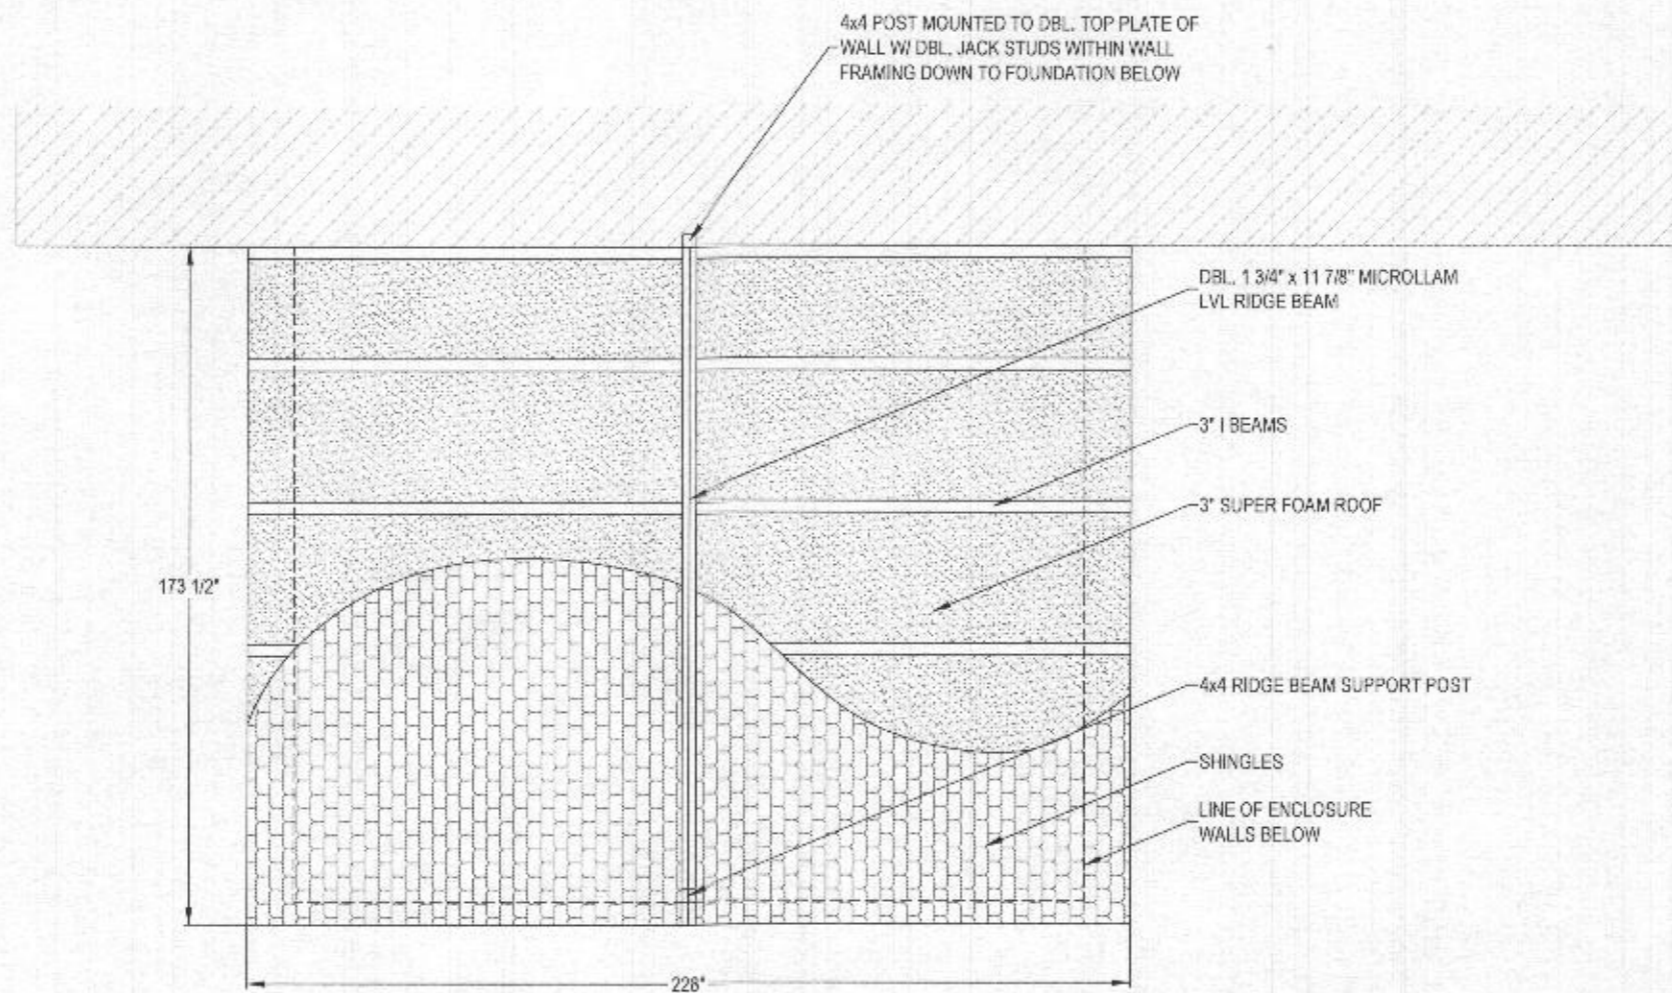 4x4 POST MOUNTED TO DBL. TOP PLATE OF
WALL W/ DBL. JACK STUDS WITHIN WALL
FRAMING DOWN TO FOUNDATION BELOW
DBL. 1 3/4" x 11 7/8" MICROLLAM
LVL RIDGE BEAM
3" I BEAMS
3" SUPER FOAM ROOF
173 1/2"
4x4 RIDGE BEAM SUPPORT POST
SHINGLES
LINE OF ENCLOSURE
WALLS BELOW
228"